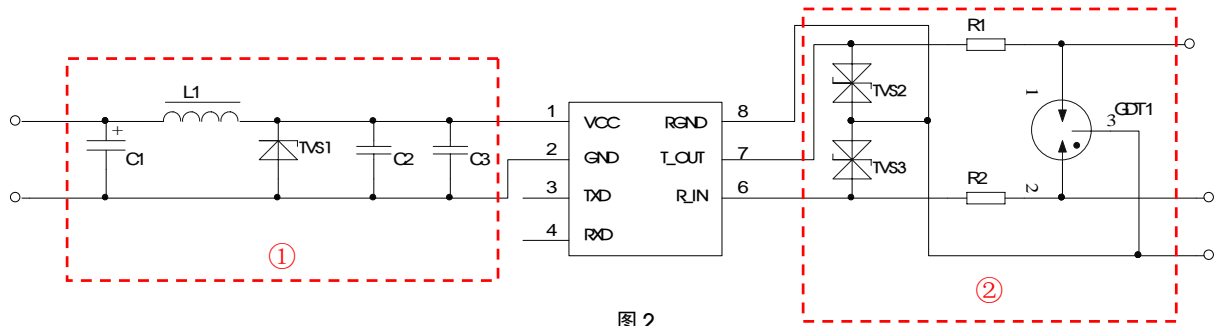 R1
L1
+
C1
TVS1
C2
C3
1
VCC
RGND
8
2
GND
T_OUT
7
3
TXD
R_IN
6
4
RXD
TVS2
TVS3
1
3
GDT1
R2
2
①
②
图 2